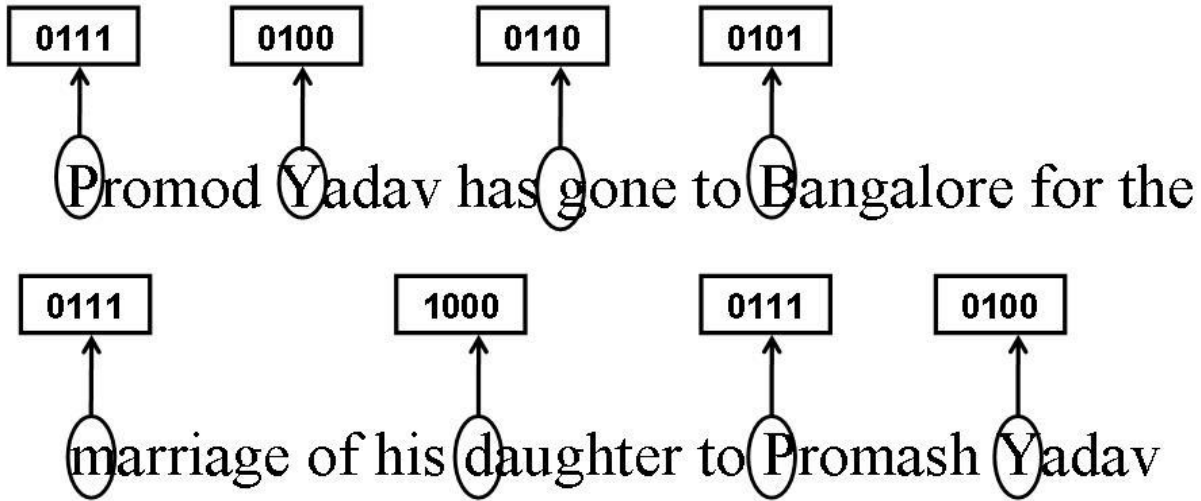 0111 0100 0110 0101
Promod Yadav has gone to Bangalore for the
0111 1000 0111 0100
marriage of his daughter to Promash Yadav